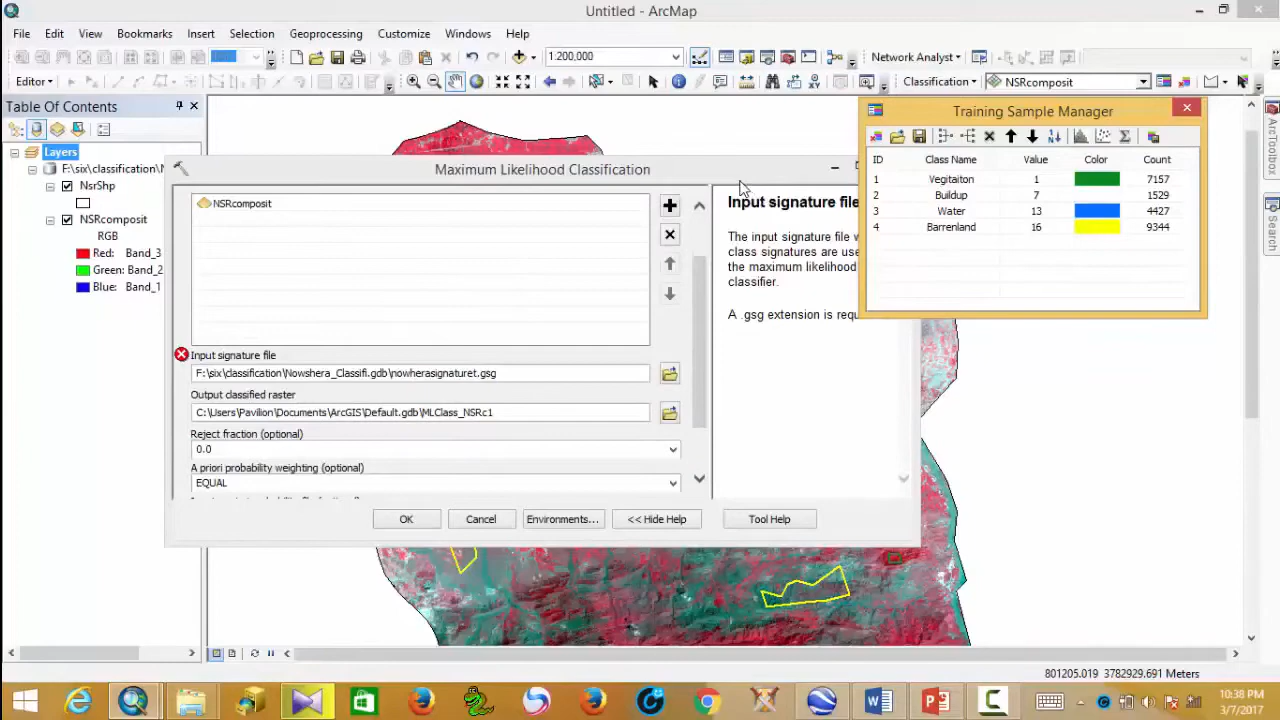 Untitled - ArcMap
File Edit View Bookmarks Insert Selection Geoprocessing Customize Windows Help
1:200,000 Network Analyst
Editor Classification NSRcomposit
Table Of Contents
Layers
F:\six\classification\N
NsrShp
NSRcomposit
RGB
Red: Band_3
Green: Band_2
Blue: Band_1
Maximum Likelihood Classification
NSRcomposit
Input signature file
F:\six\classification\Nowshera_Classifi.gdb\nowherasignaturet.gsg
Output classified raster
C:\Users\Pavilion\Documents\ArcGIS\Default.gdb\MLClass_NSRc1
Reject fraction (optional)
0.0
A priori probability weighting (optional)
EQUAL
OK Cancel Environments... << Hide Help Tool Help
Input signature file
The input signature file w
class signatures are use
the maximum likelihood
classifier.
A .gsg extension is requ
Training Sample Manager
ID Class Name Value Color Count
1 Vegitaiton 1 7157
2 Buildup 7 1529
3 Water 13 4427
4 Barrenland 16 9344
ArcToolbox
Search
801205.019 3782929.691 Meters
10:38 PM
3/7/2017